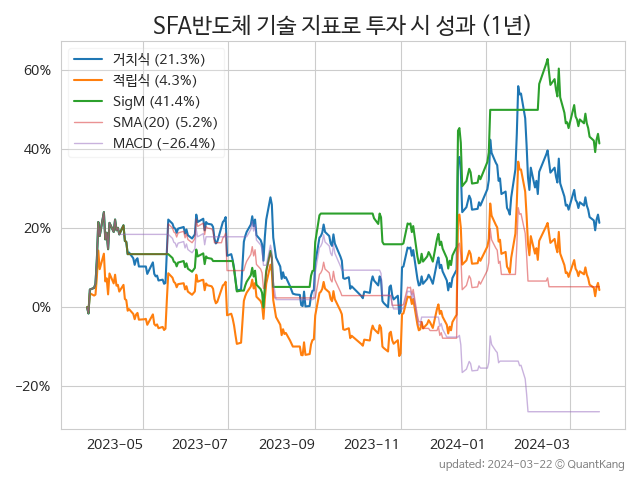 SFA반도체 기술 지표로 투자 시 성과 (1년)
거치식 (21.3%)
적립식 (4.3%)
SigM (41.4%)
SMA(20) (5.2%)
MACD (−26.4%)
60%
40%
20%
0%
−20%
2023−05
2023−07
2023−09
2023−11
2024−01
2024−03
updated: 2024−03−22 © QuantKang